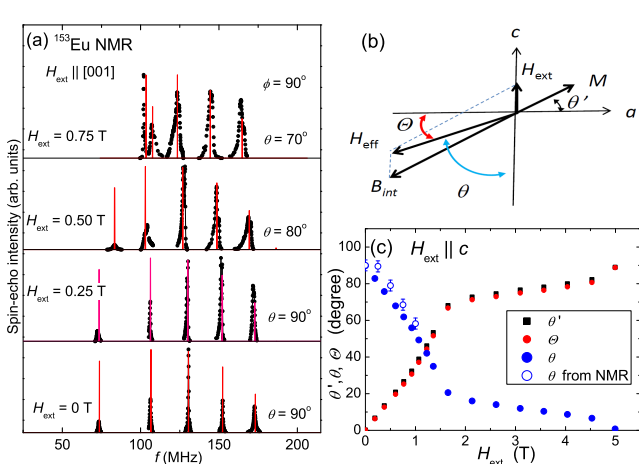 (a) ¹⁵³Eu NMR
H_ext || [001]
ϕ = 90°
H_ext = 0.75 T
θ = 70°
H_ext = 0.50 T
θ = 80°
H_ext = 0.25 T
θ = 90°
H_ext = 0 T
θ = 90°
Spin-echo intensity (arb. units)
50 100 150 200
f (MHz)
(b)
c
H_ext
M
θ'
a
Θ
H_eff
θ
B_int
(c) H_ext || c
θ', θ, Θ (degree)
100
80
60
40
20
0
θ'
Θ
θ
θ from NMR
0 1 2 3 4 5 6
H_ext (T)